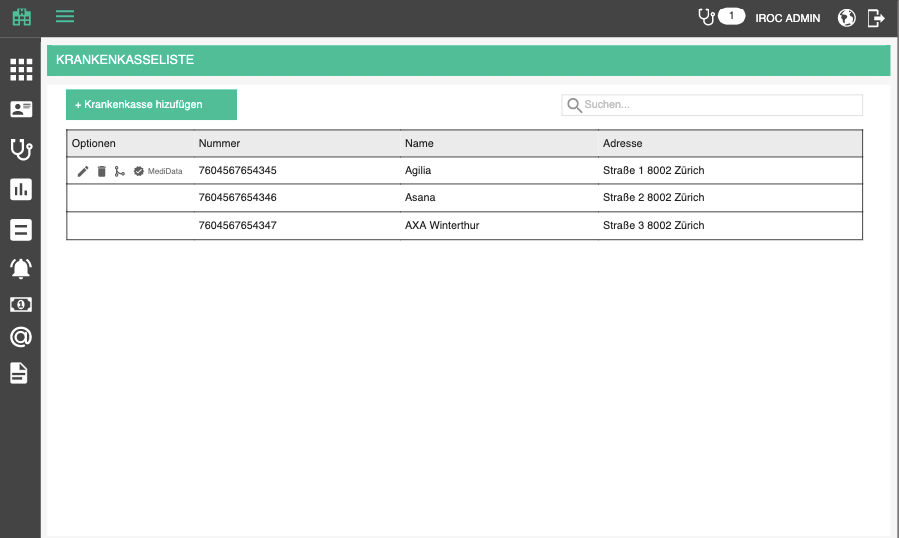 1 IROC ADMIN
KRANKENKASSELISTE
+ Krankenkasse hinzufügen
Suchen...
Optionen Nummer Name Adresse
MediData 7604567654345 Agilia Straße 1 8002 Zürich
7604567654346 Asana Straße 2 8002 Zürich
7604567654347 AXA Winterthur Straße 3 8002 Zürich